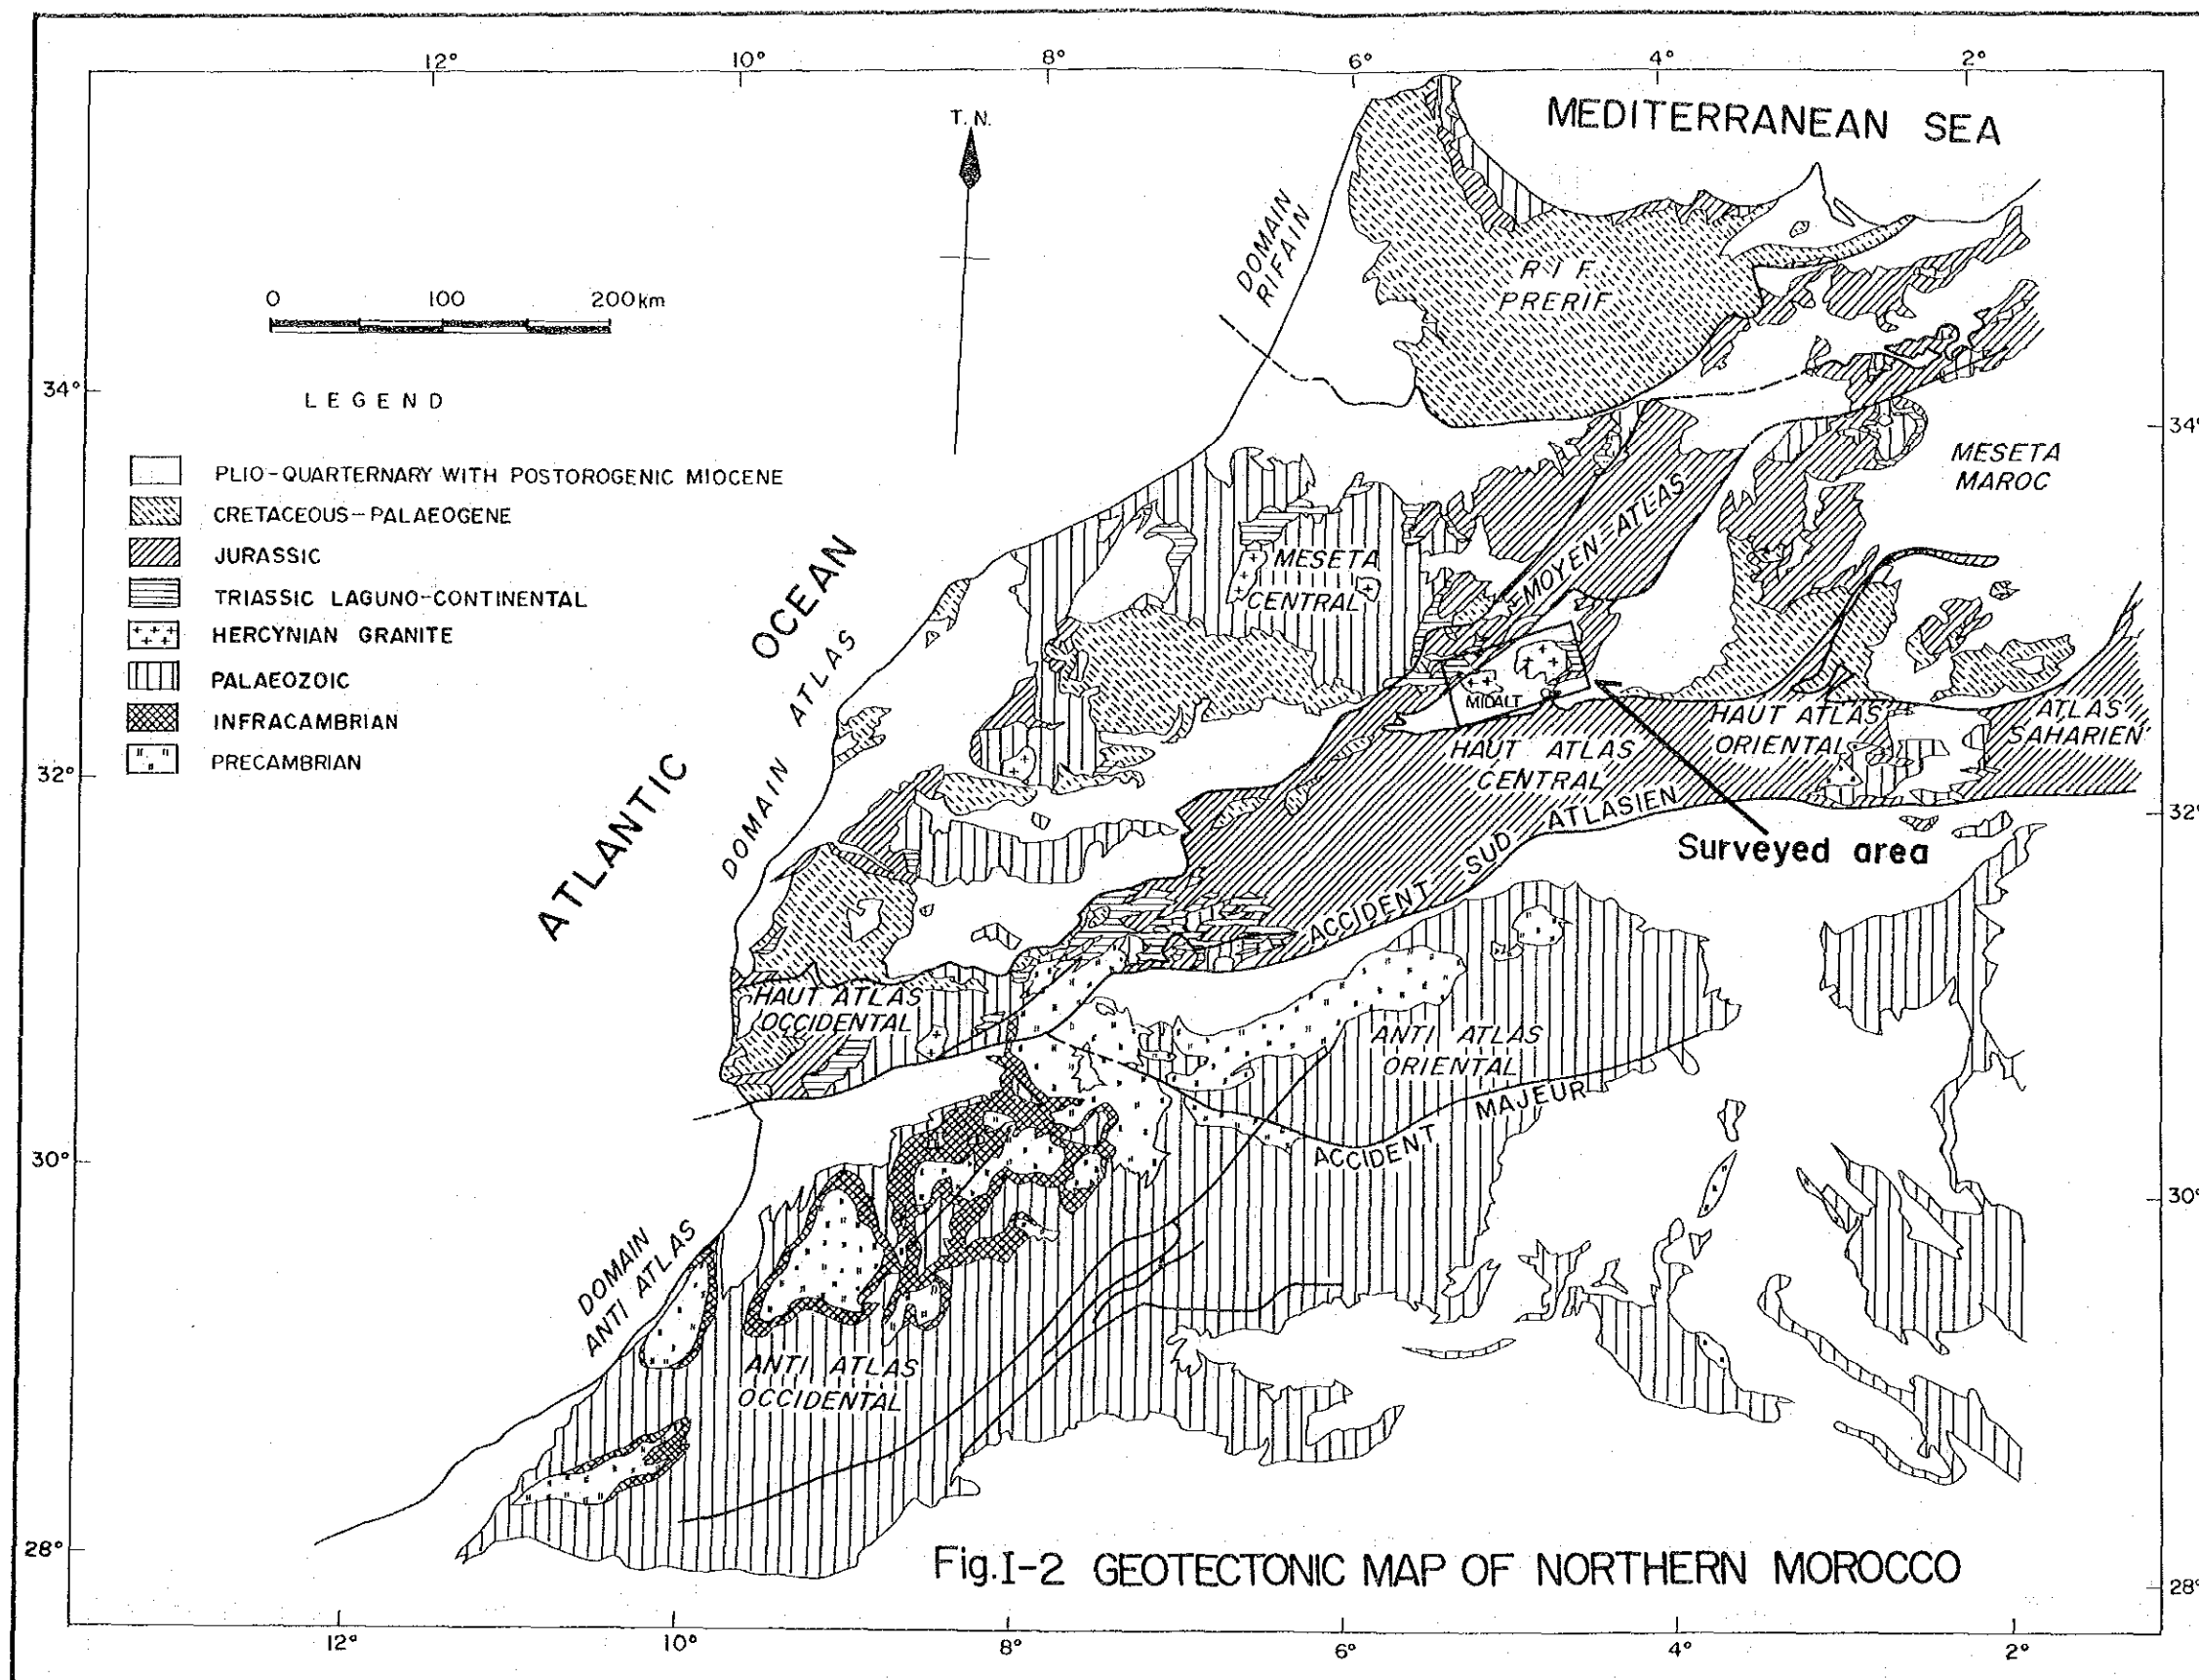 12° 10° 8° 6° 4° 2°
MEDITERRANEAN SEA
T. N.
DOMAIN
RIFAIN
RIF
PRERIF
0 100 200km
34°
LEGEND
PLIO-QUARTERNARY WITH POSTOROGENIC MIOCENE
CRETACEOUS-PALAEOGENE
JURASSIC
TRIASSIC LAGUNO-CONTINENTAL
HERCYNIAN GRANITE
PALAEOZOIC
INFRACAMBRIAN
PRECAMBRIAN
34°
MESETA
MAROC
MOYEN ATLAS
MESETA
CENTRAL
ATLANTIC OCEAN
DOMAIN ATLAS
MIDALT
HAUT ATLAS
ORIENTAL
ATLAS
SAHARIEN
HAUT ATLAS
CENTRAL
32°
32°
ACCIDENT SUD ATLASIEN
Surveyed area
HAUT ATLAS
OCCIDENTAL
ANTI ATLAS
ORIENTAL
ACCIDENT MAJEUR
30°
30°
DOMAIN
ANTI ATLAS
ANTI ATLAS
OCCIDENTAL
28°
28°
Fig.I-2 GEOTECTONIC MAP OF NORTHERN MOROCCO
12° 10° 8° 6° 4° 2°